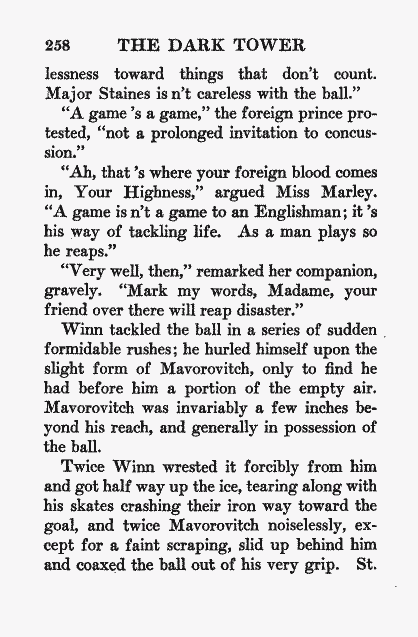 258 THE DARK TOWER
lessness toward things that don't count.
Major Staines is n't careless with the ball."
"A game 's a game," the foreign prince pro-
tested, "not a prolonged invitation to concus-
sion."
"Ah, that 's where your foreign blood comes
in, Your Highness," argued Miss Marley.
"A game is n't a game to an Englishman; it 's
his way of tackling life. As a man plays so
he reaps."
"Very well, then," remarked her companion,
gravely. "Mark my words, Madame, your
friend over there will reap disaster."
Winn tackled the ball in a series of sudden
formidable rushes; he hurled himself upon the
slight form of Mavorovitch, only to find he
had before him a portion of the empty air.
Mavorovitch was invariably a few inches be-
yond his reach, and generally in possession of
the ball.
Twice Winn wrested it forcibly from him
and got half way up the ice, tearing along with
his skates crashing their iron way toward the
goal, and twice Mavorovitch noiselessly, ex-
cept for a faint scraping, slid up behind him
and coaxed the ball out of his very grip. St.